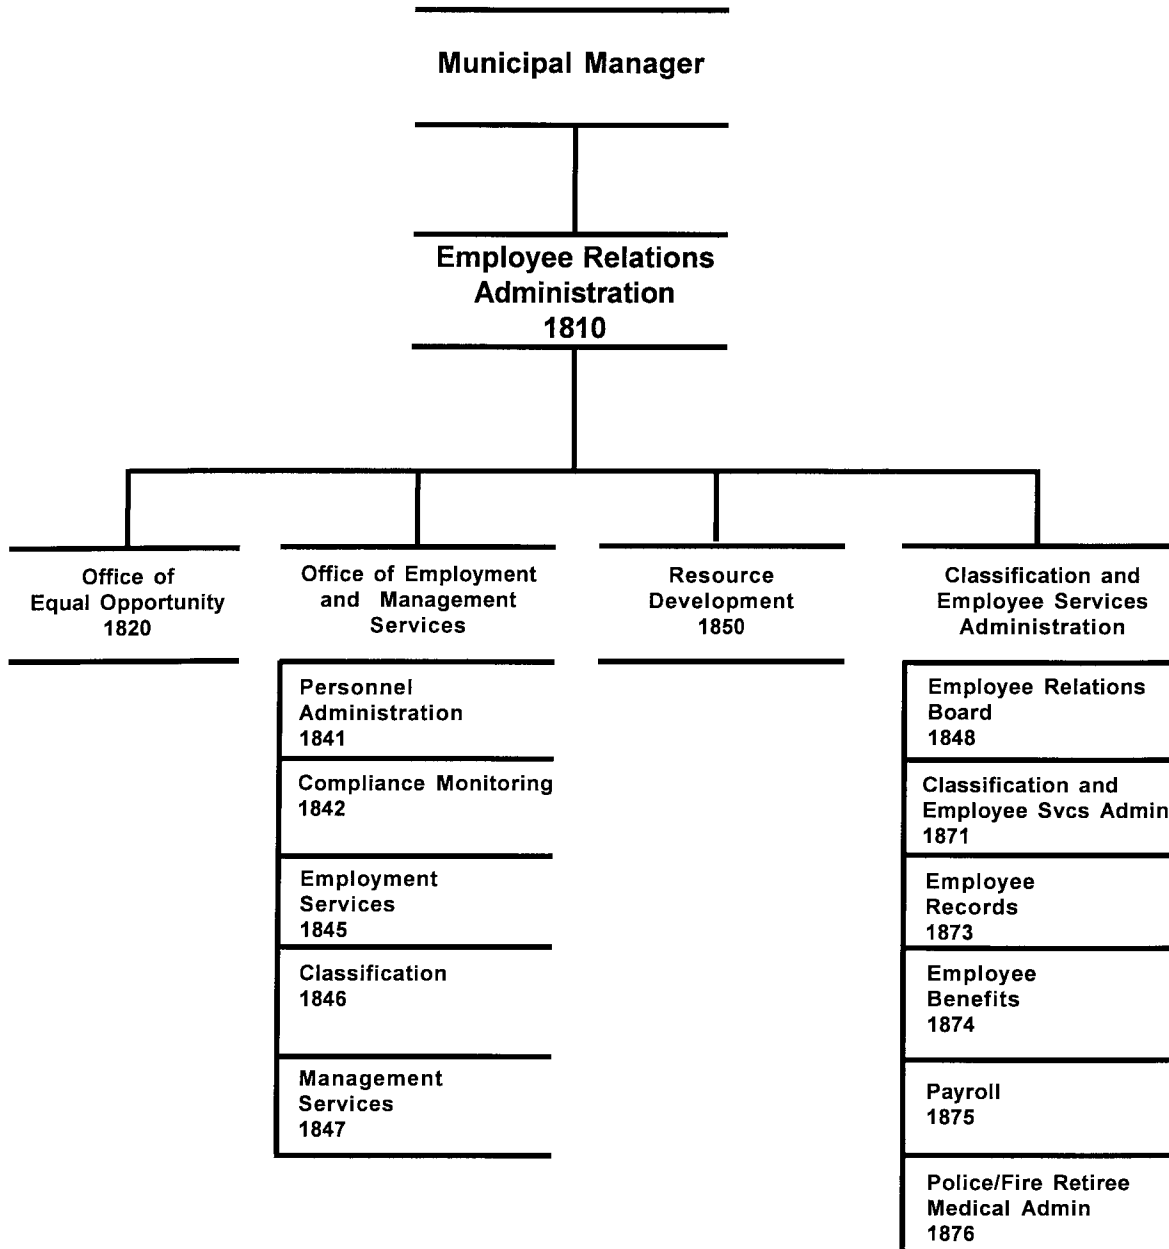 Municipal Manager
Employee Relations
Administration
1810
Office of
Equal Opportunity
1820
Office of Employment
and Management
Services
Resource
Development
1850
Classification and
Employee Services
Administration
Personnel
Administration
1841
Compliance Monitoring
1842
Employment
Services
1845
Classification
1846
Management
Services
1847
Employee Relations
Board
1848
Classification and
Employee Svcs Admin
1871
Employee
Records
1873
Employee
Benefits
1874
Payroll
1875
Police/Fire Retiree
Medical Admin
1876